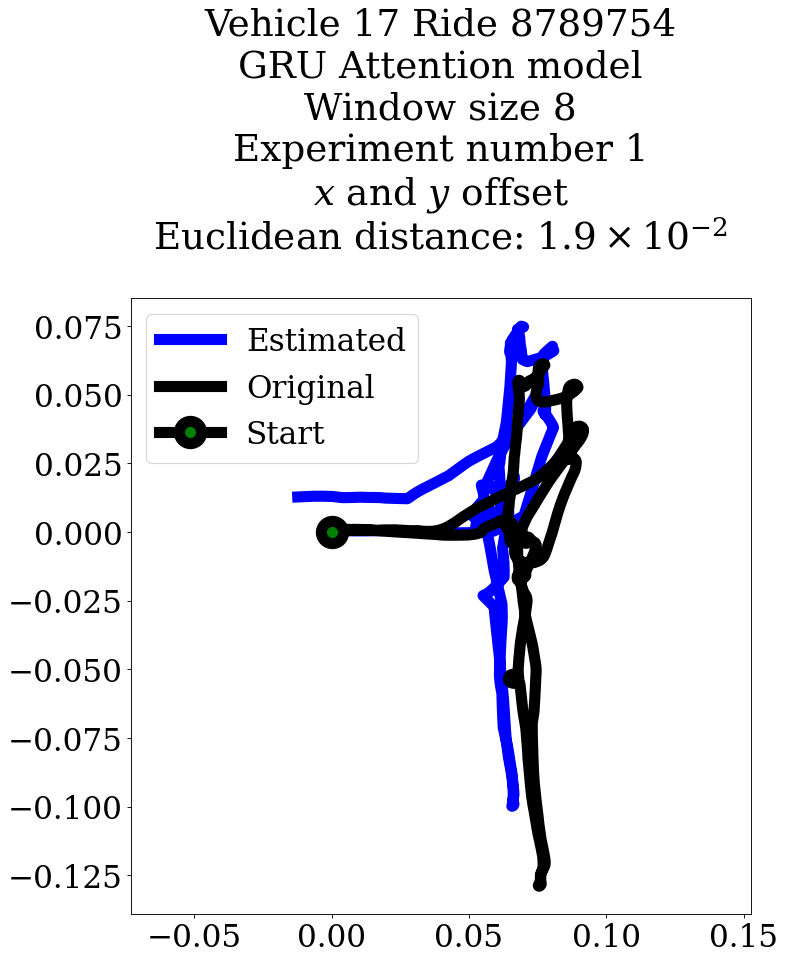 Vehicle 17 Ride 8789754
GRU Attention model
Window size 8
Experiment number 1
x and y offset
Euclidean distance: 1.9 × 10⁻²
Estimated
Original
Start
0.075
0.050
0.025
0.000
−0.025
−0.050
−0.075
−0.100
−0.125
−0.05 0.00 0.05 0.10 0.15